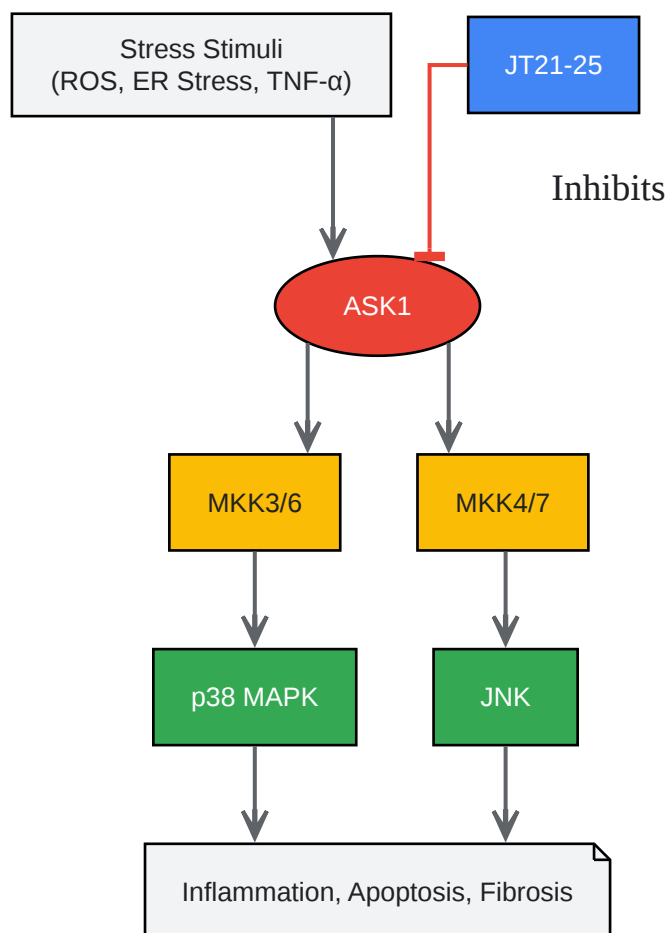 Stress Stimuli
(ROS, ER Stress, TNF-α)
JT21-25
Inhibits
ASK1
MKK3/6
MKK4/7
p38 MAPK
JNK
Inflammation, Apoptosis, Fibrosis